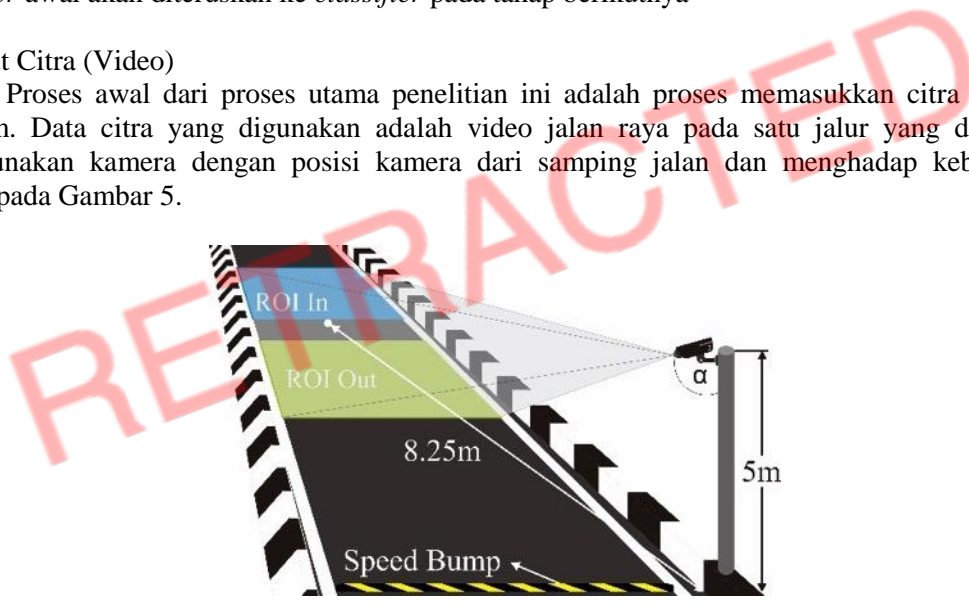 awal akan diteruskan ke classifier pada tahap berikutnya
Citra (Video)
Proses awal dari proses utama penelitian ini adalah proses memasukkan citra
Data citra yang digunakan adalah video jalan raya pada satu jalur yang
kamera dengan posisi kamera dari samping jalan dan menghadap
pada Gambar 5.
RETRACTED
ROI In
ROI Out
α
8.25m
5m
Speed Bump